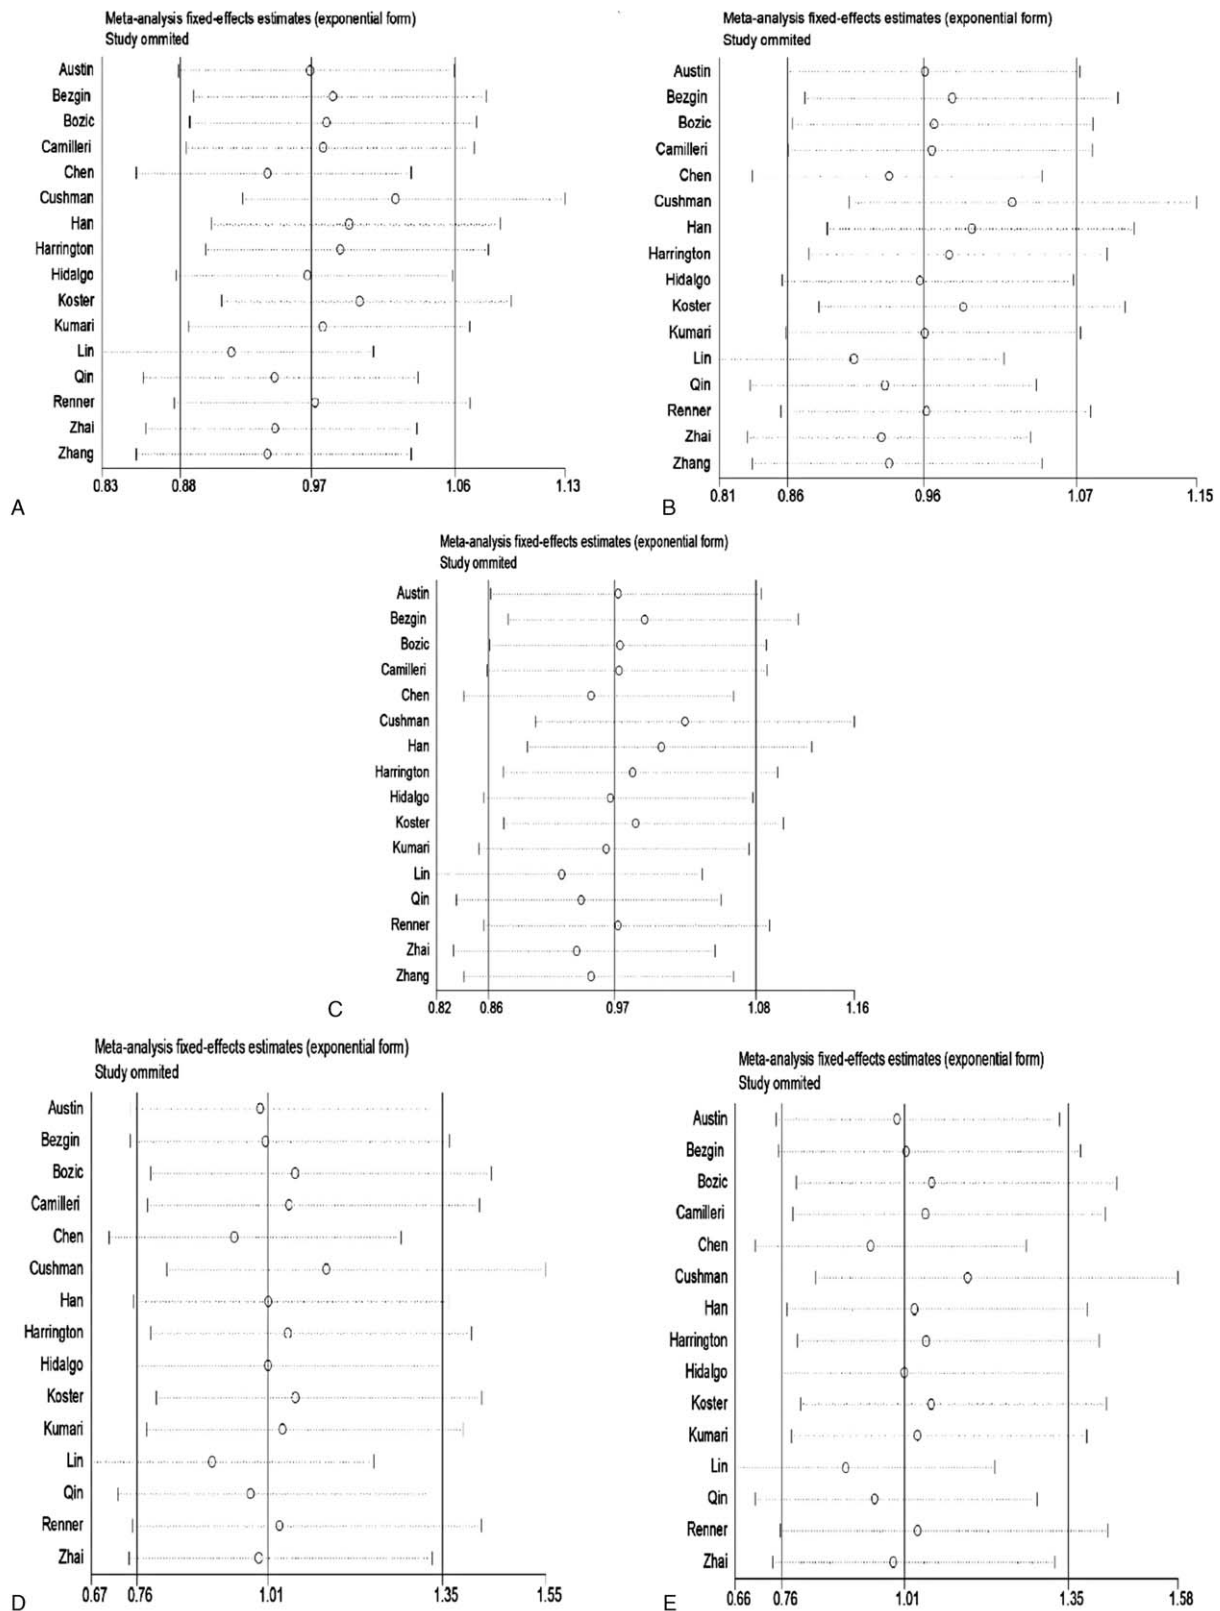 Meta-analysis fixed-effects estimates (exponential form)
Study ommited
Austin
Bezgin
Bozic
Camilleri
Chen
Cushman
Han
Harrington
Hidalgo
Koster
Kumari
Lin
Qin
Renner
Zhai
Zhang
0.83 0.88 0.97 1.06 1.13
A
Meta-analysis fixed-effects estimates (exponential form)
Study ommited
Austin
Bezgin
Bozic
Camilleri
Chen
Cushman
Han
Harrington
Hidalgo
Koster
Kumari
Lin
Qin
Renner
Zhai
Zhang
0.81 0.86 0.96 1.07 1.15
B
Meta-analysis fixed-effects estimates (exponential form)
Study ommited
Austin
Bezgin
Bozic
Camilleri
Chen
Cushman
Han
Harrington
Hidalgo
Koster
Kumari
Lin
Qin
Renner
Zhai
Zhang
0.82 0.86 0.97 1.08 1.16
C
Meta-analysis fixed-effects estimates (exponential form)
Study ommited
Austin
Bezgin
Bozic
Camilleri
Chen
Cushman
Han
Harrington
Hidalgo
Koster
Kumari
Lin
Qin
Renner
Zhai
0.67 0.76 1.01 1.35 1.55
D
Meta-analysis fixed-effects estimates (exponential form)
Study ommited
Austin
Bezgin
Bozic
Camilleri
Chen
Cushman
Han
Harrington
Hidalgo
Koster
Kumari
Lin
Qin
Renner
Zhai
0.66 0.76 1.01 1.35 1.58
E